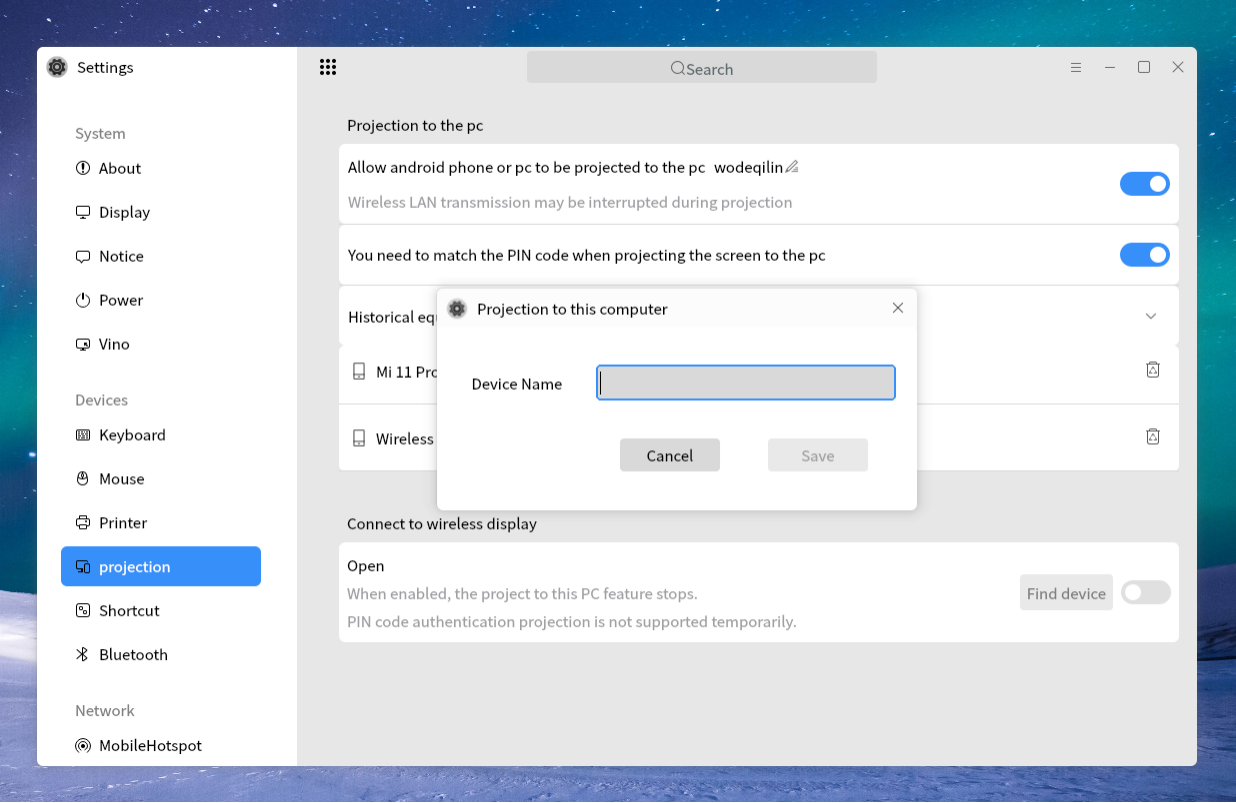 Settings
Search
System
About
Display
Notice
Power
Vino
Devices
Keyboard
Mouse
Printer
projection
Shortcut
Bluetooth
Network
MobileHotspot
Projection to the pc
Allow android phone or pc to be projected to the pc wodeqilin
Wireless LAN transmission may be interrupted during projection
You need to match the PIN code when projecting the screen to the pc
Historical
Mi 11 Pro
Wireless
Projection to this computer
Device Name
Cancel
Save
Connect to wireless display
Open
When enabled, the project to this PC feature stops.
PIN code authentication projection is not supported temporarily.
Find device